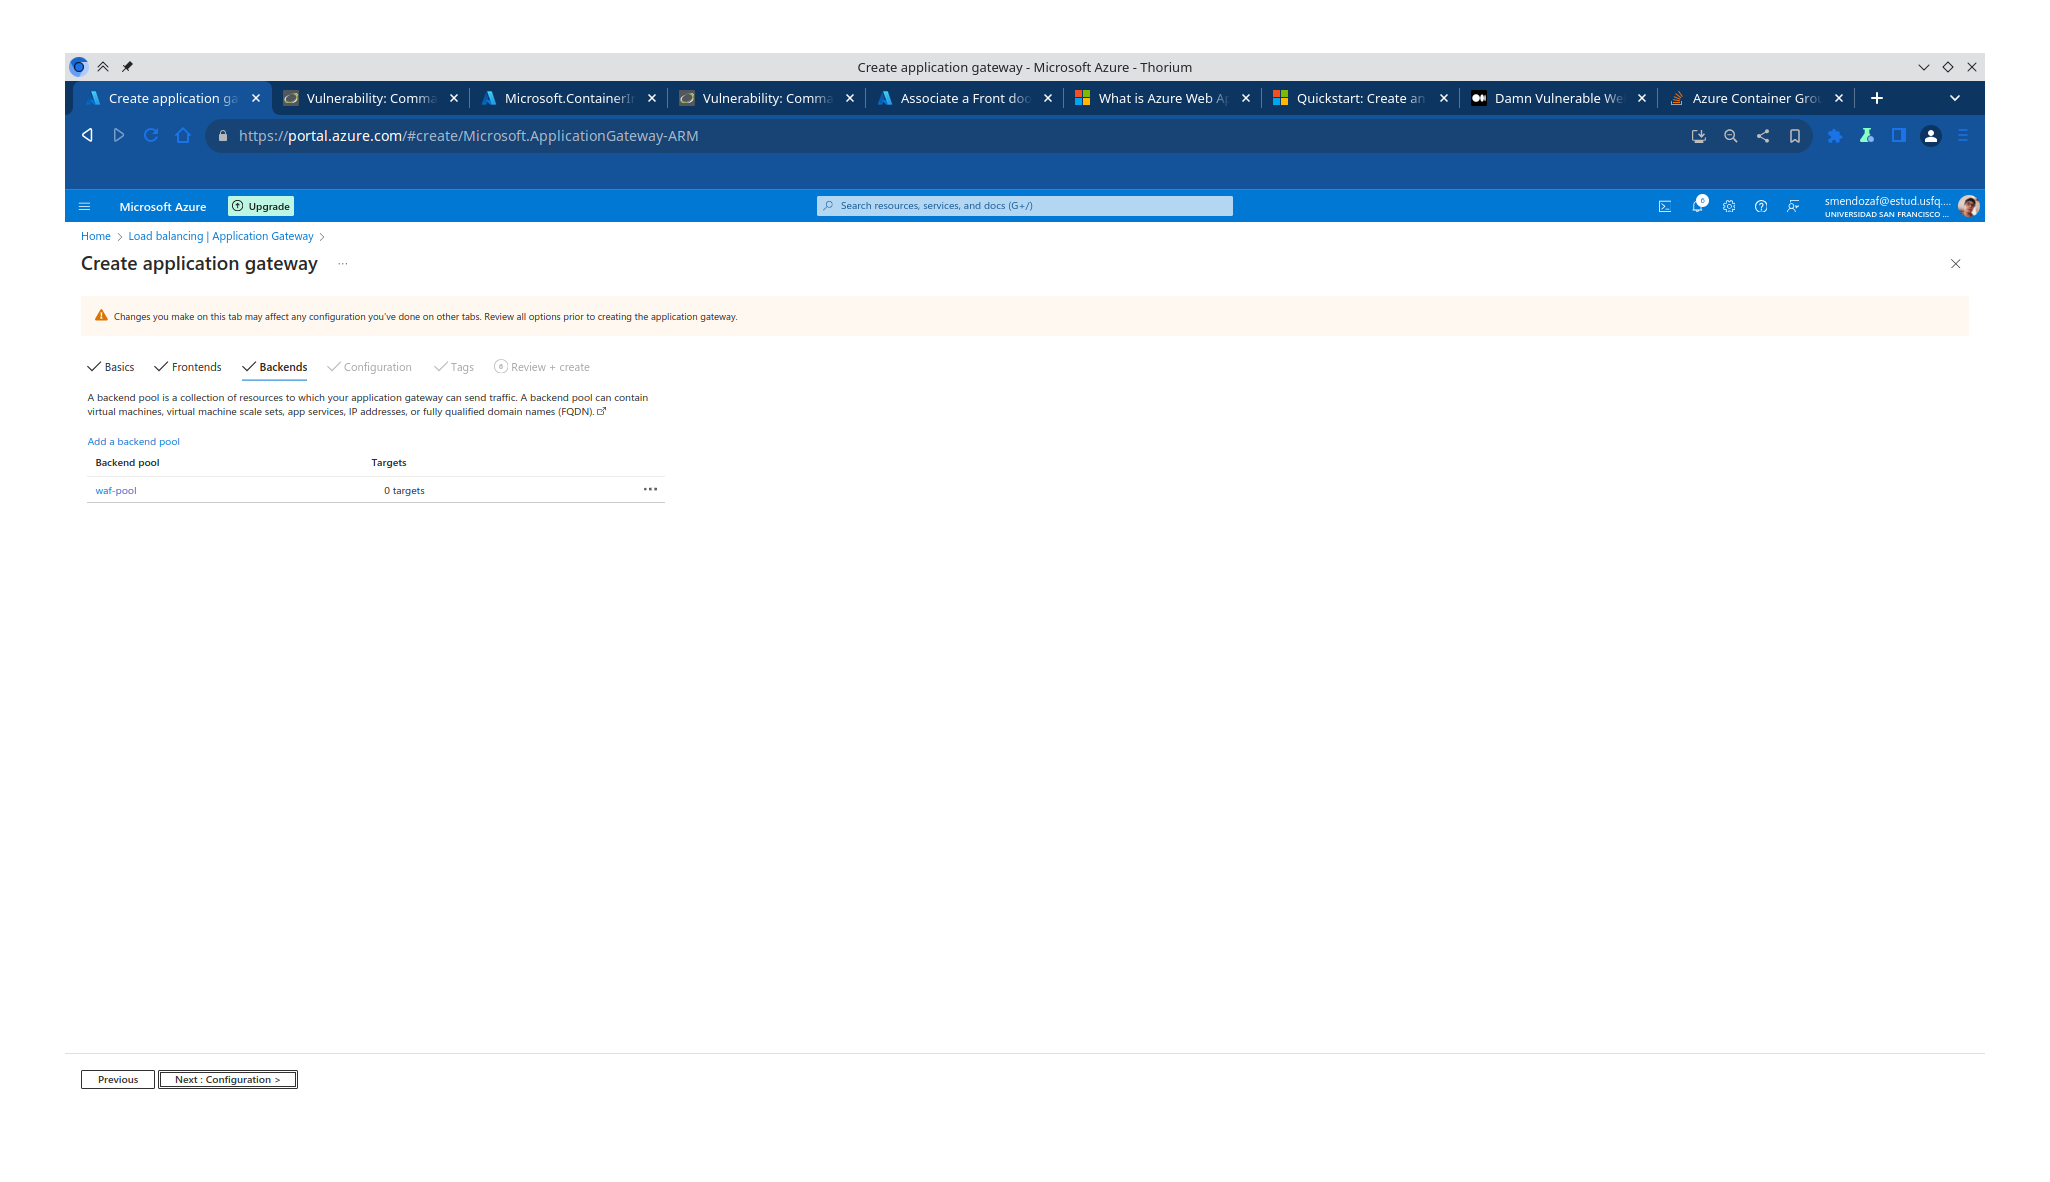 Create application gateway - Microsoft Azure - Thorium
Create application ga
Vulnerability: Comma
Microsoft.ContainerI
Vulnerability: Comma
Associate a Front doo
What is Azure Web Ap
Quickstart: Create an
Damn Vulnerable We
Azure Container Grou
https://portal.azure.com/#create/Microsoft.ApplicationGateway-ARM
Microsoft Azure
Upgrade
Search resources, services, and docs (G+/)
6
smendozaf@estud.usfq....
UNIVERSIDAD SAN FRANCISCO ...
Home > Load balancing | Application Gateway >
Create application gateway ...
Changes you make on this tab may affect any configuration you've done on other tabs. Review all options prior to creating the application gateway.
Basics
Frontends
Backends
Configuration
Tags
6 Review + create
A backend pool is a collection of resources to which your application gateway can send traffic. A backend pool can contain
virtual machines, virtual machine scale sets, app services, IP addresses, or fully qualified domain names (FQDN).
Add a backend pool
Backend pool Targets
waf-pool 0 targets
Previous
Next : Configuration >